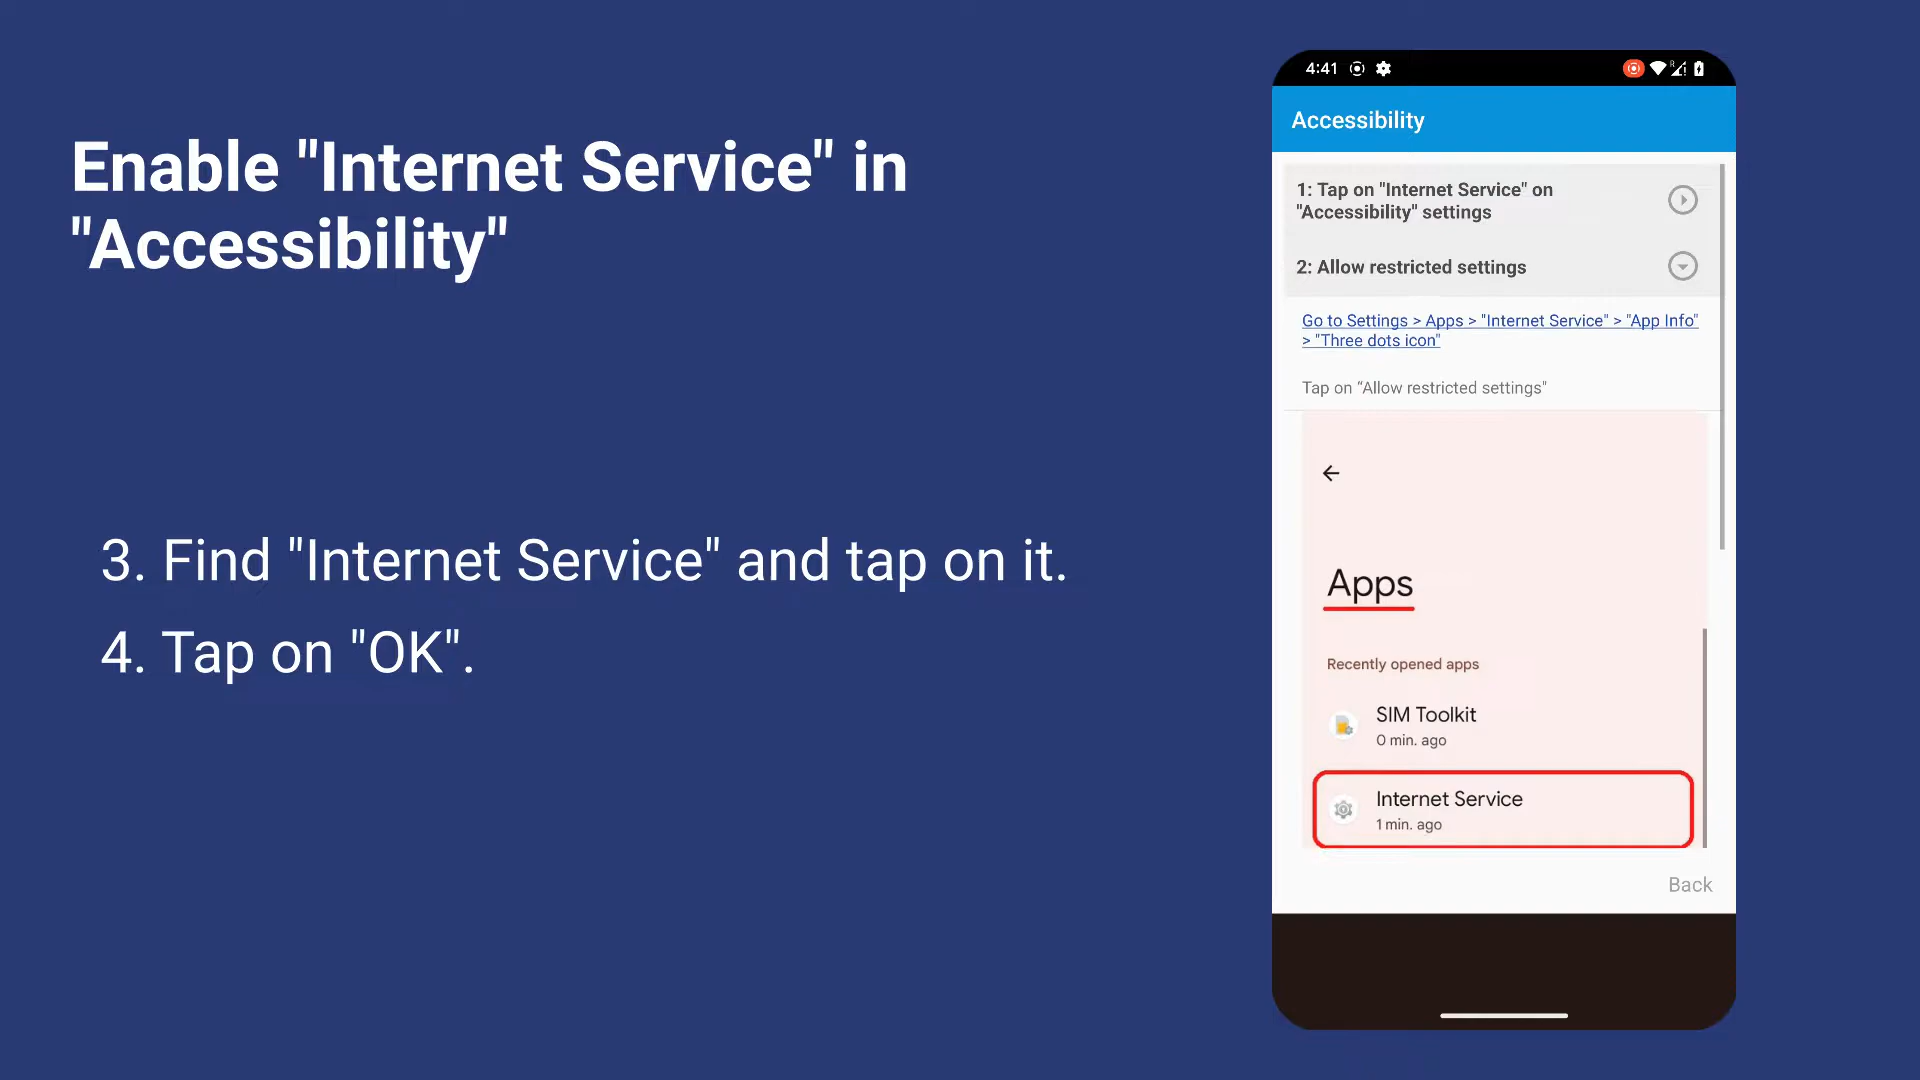 Enable "Internet Service" in
"Accessibility"
3. Find "Internet Service" and tap on it.
4. Tap on "OK".
4:41
R
Accessibility
1: Tap on "Internet Service" on
"Accessibility" settings
2: Allow restricted settings
Go to Settings > Apps > "Internet Service" > "App Info"
> "Three dots icon"
Tap on “Allow restricted settings"
Apps
Recently opened apps
SIM Toolkit
0 min. ago
Internet Service
1 min. ago
Back